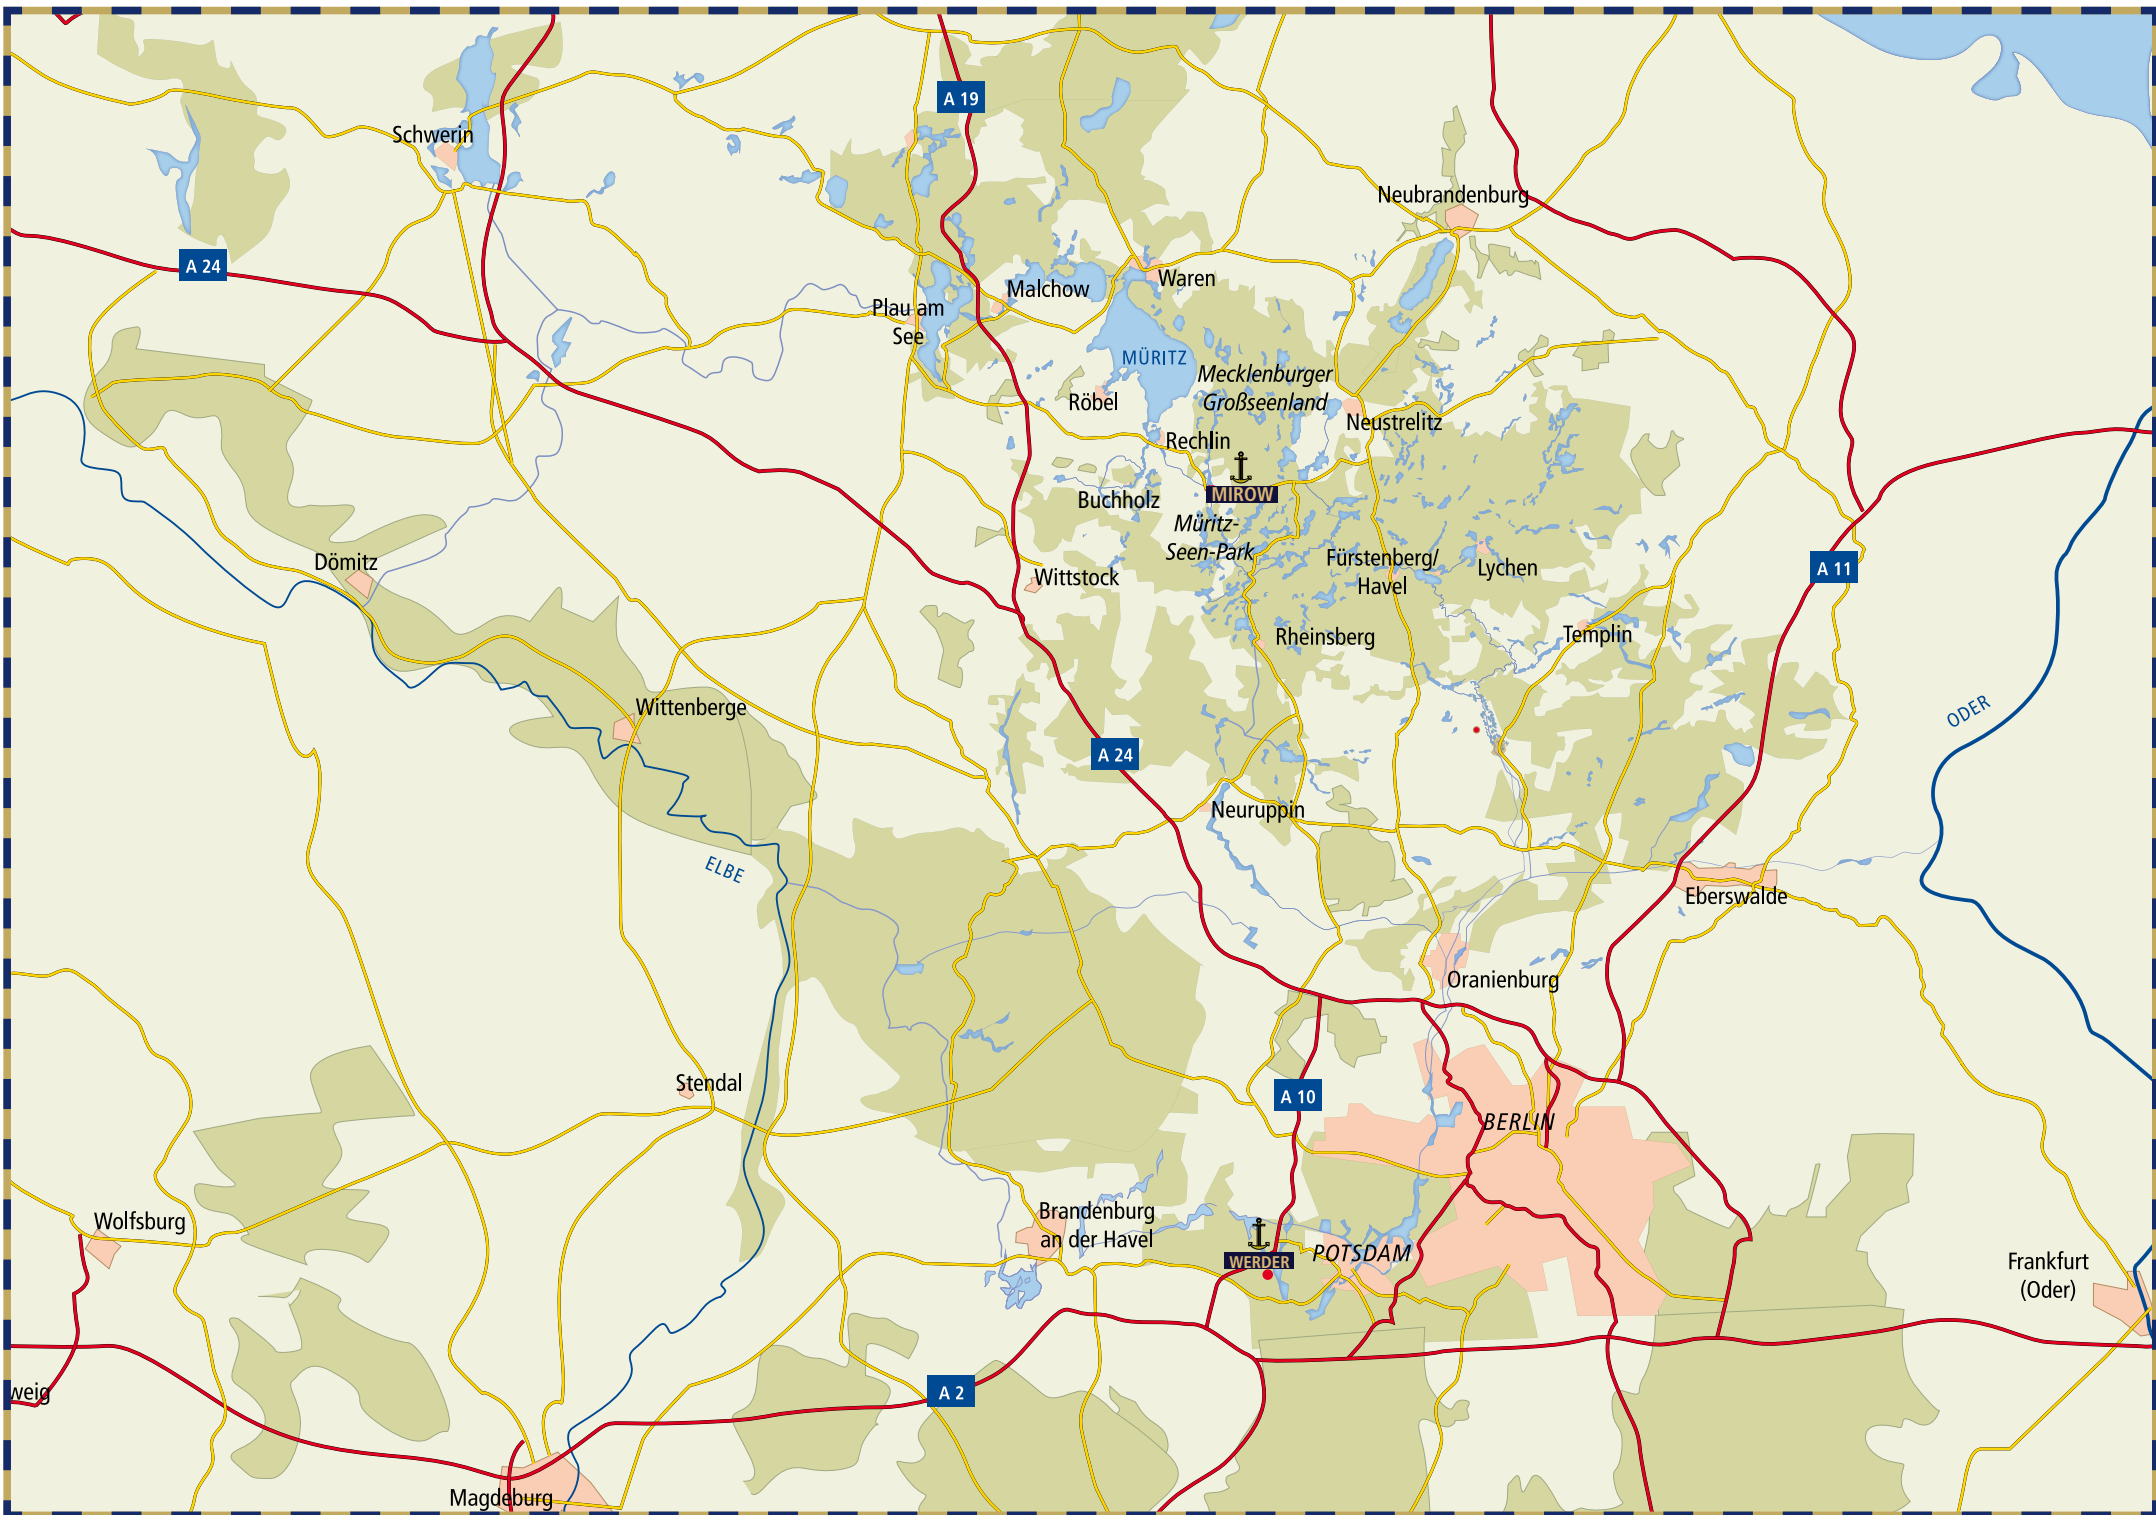 A 19
Schwerin
Neubrandenburg
A 24
Waren
Malchow
Plau am
See
MÜRITZ
Mecklenburger
Großseenland
Röbel
Neustrelitz
Rechlin
MIROW
Buchholz
Müritz-
Seen-Park
Dömitz
Fürstenberg/
Havel
Lychen
A 11
Wittstock
Templin
Rheinsberg
Wittenberge
ODER
A 24
Neuruppin
ELBE
Eberswalde
Oranienburg
Stendal
A 10
BERLIN
Wolfsburg
Brandenburg
an der Havel
WERDER
POTSDAM
Frankfurt
(Oder)
weig
A 2
Magdeburg